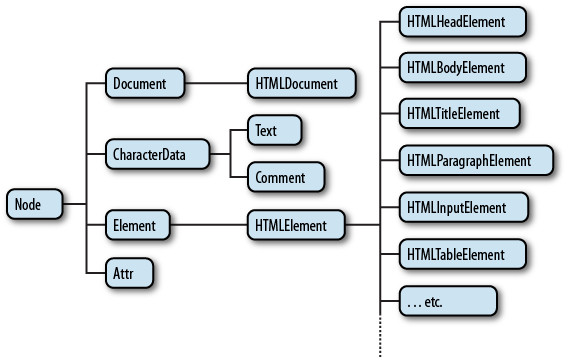 HTMLHeadElement
Document
HTMLDocument
HTMLBodyElement
Text
HTMLTitleElement
CharacterData
Comment
HTMLParagraphElement
Node
Element
HTMLElement
HTMLInputElement
Attr
HTMLTableElement
. . . etc.